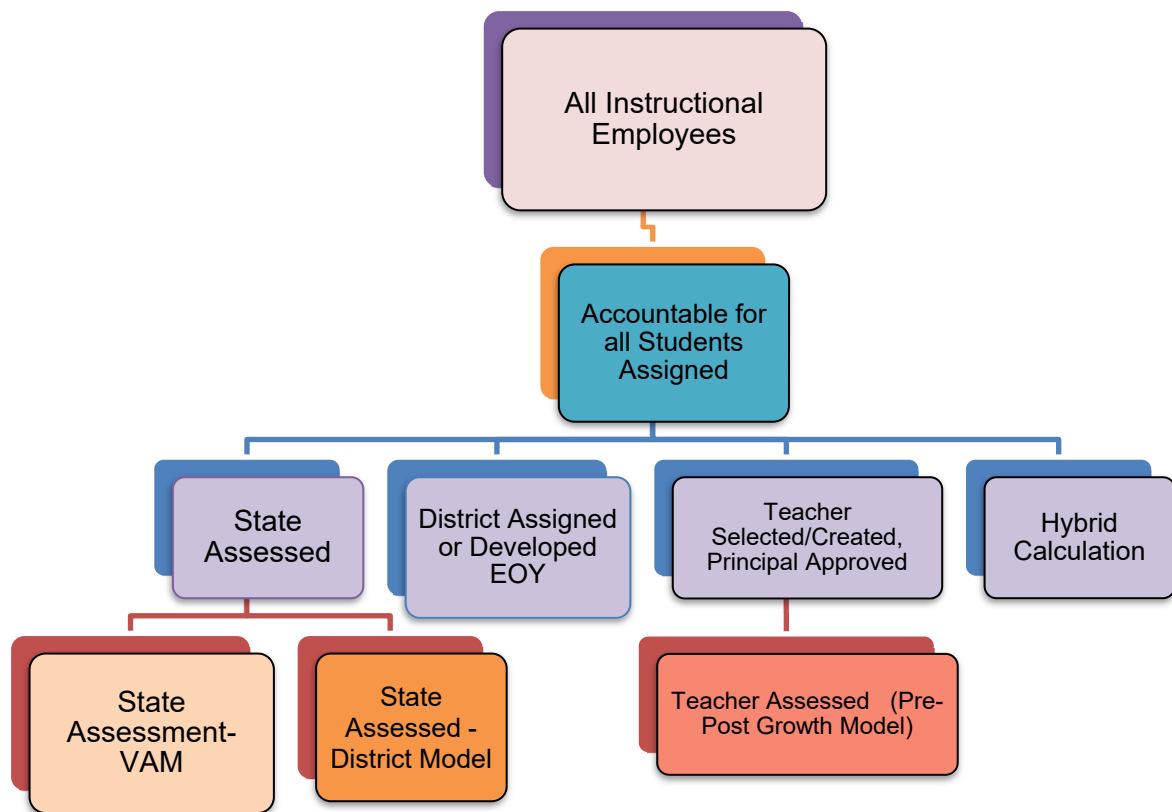 All Instructional
Employees
Accountable for
all Students
Assigned
State
Assessed
District Assigned
or Developed
EOY
Teacher
Selected/Created,
Principal Approved
Hybrid
Calculation
State
Assessment-
VAM
State
Assessed -
District Model
Teacher Assessed (Pre-
Post Growth Model)